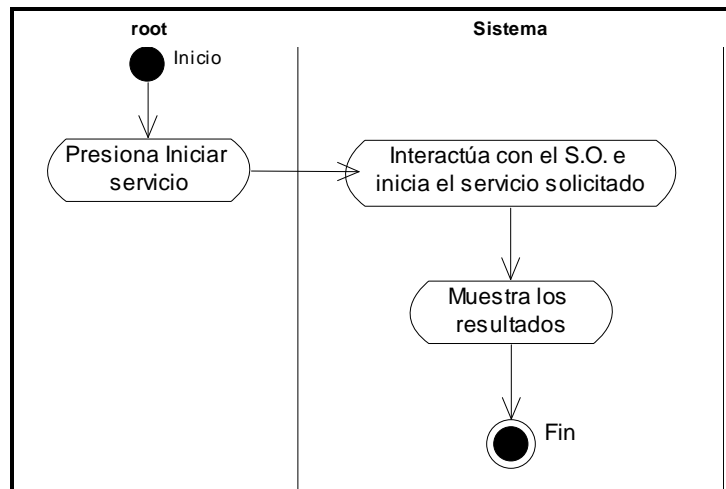 root
Sistema
Inicio
Presiona Iniciar
servicio
Interactúa con el S.O. e
inicia el servicio solicitado
Muestra los
resultados
Fin